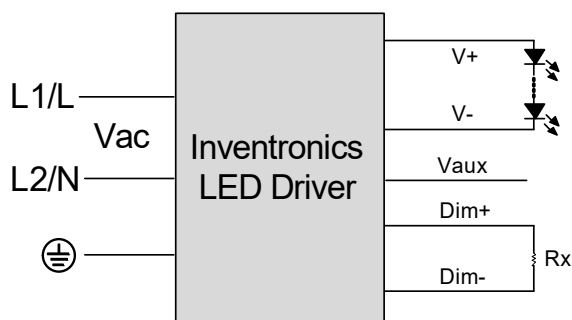 L1/L
Vac
L2/N
Inventronics
LED Driver
V+
V-
Vaux
Dim+
Rx
Dim-